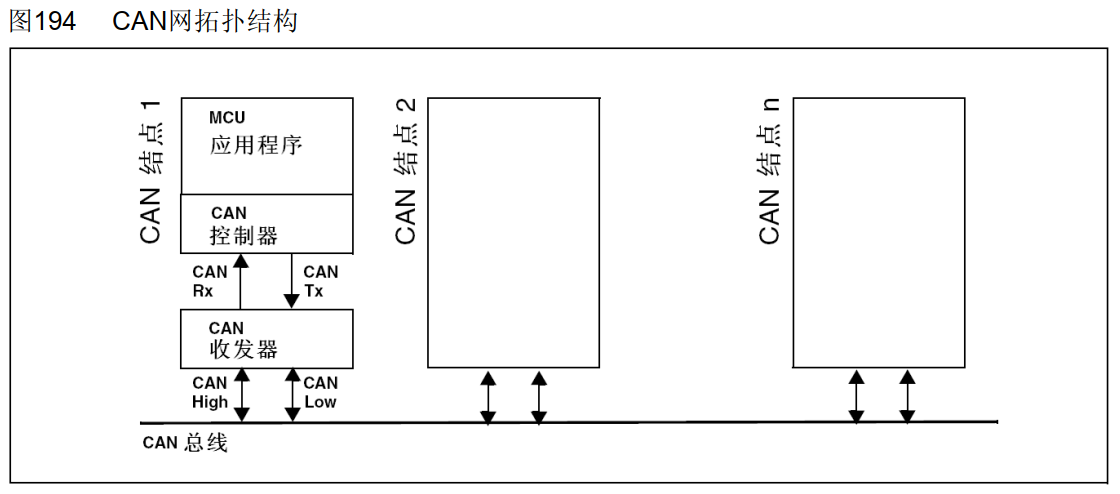 图194 CAN网拓扑结构
CAN 结点 1
MCU
应用程序
CAN
控制器
CAN
Rx
CAN
Tx
CAN
收发器
CAN
High
CAN
Low
CAN 结点 2
CAN 结点 n
CAN 总线